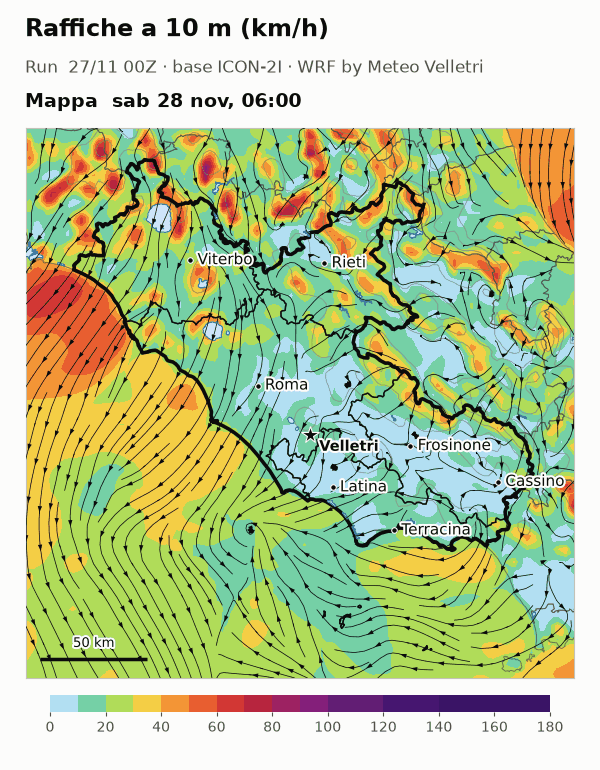 Raffiche a 10 m (km/h)
Run  27/11 00Z · base ICON-2I · WRF by Meteo Velletri
Mappa  sab 28 nov, 06:00
Viterbo
Rieti
Roma
Velletri
Frosinone
Cassino
Latina
Terracina
50 km
0 20 40 60 80 100 120 140 160 180